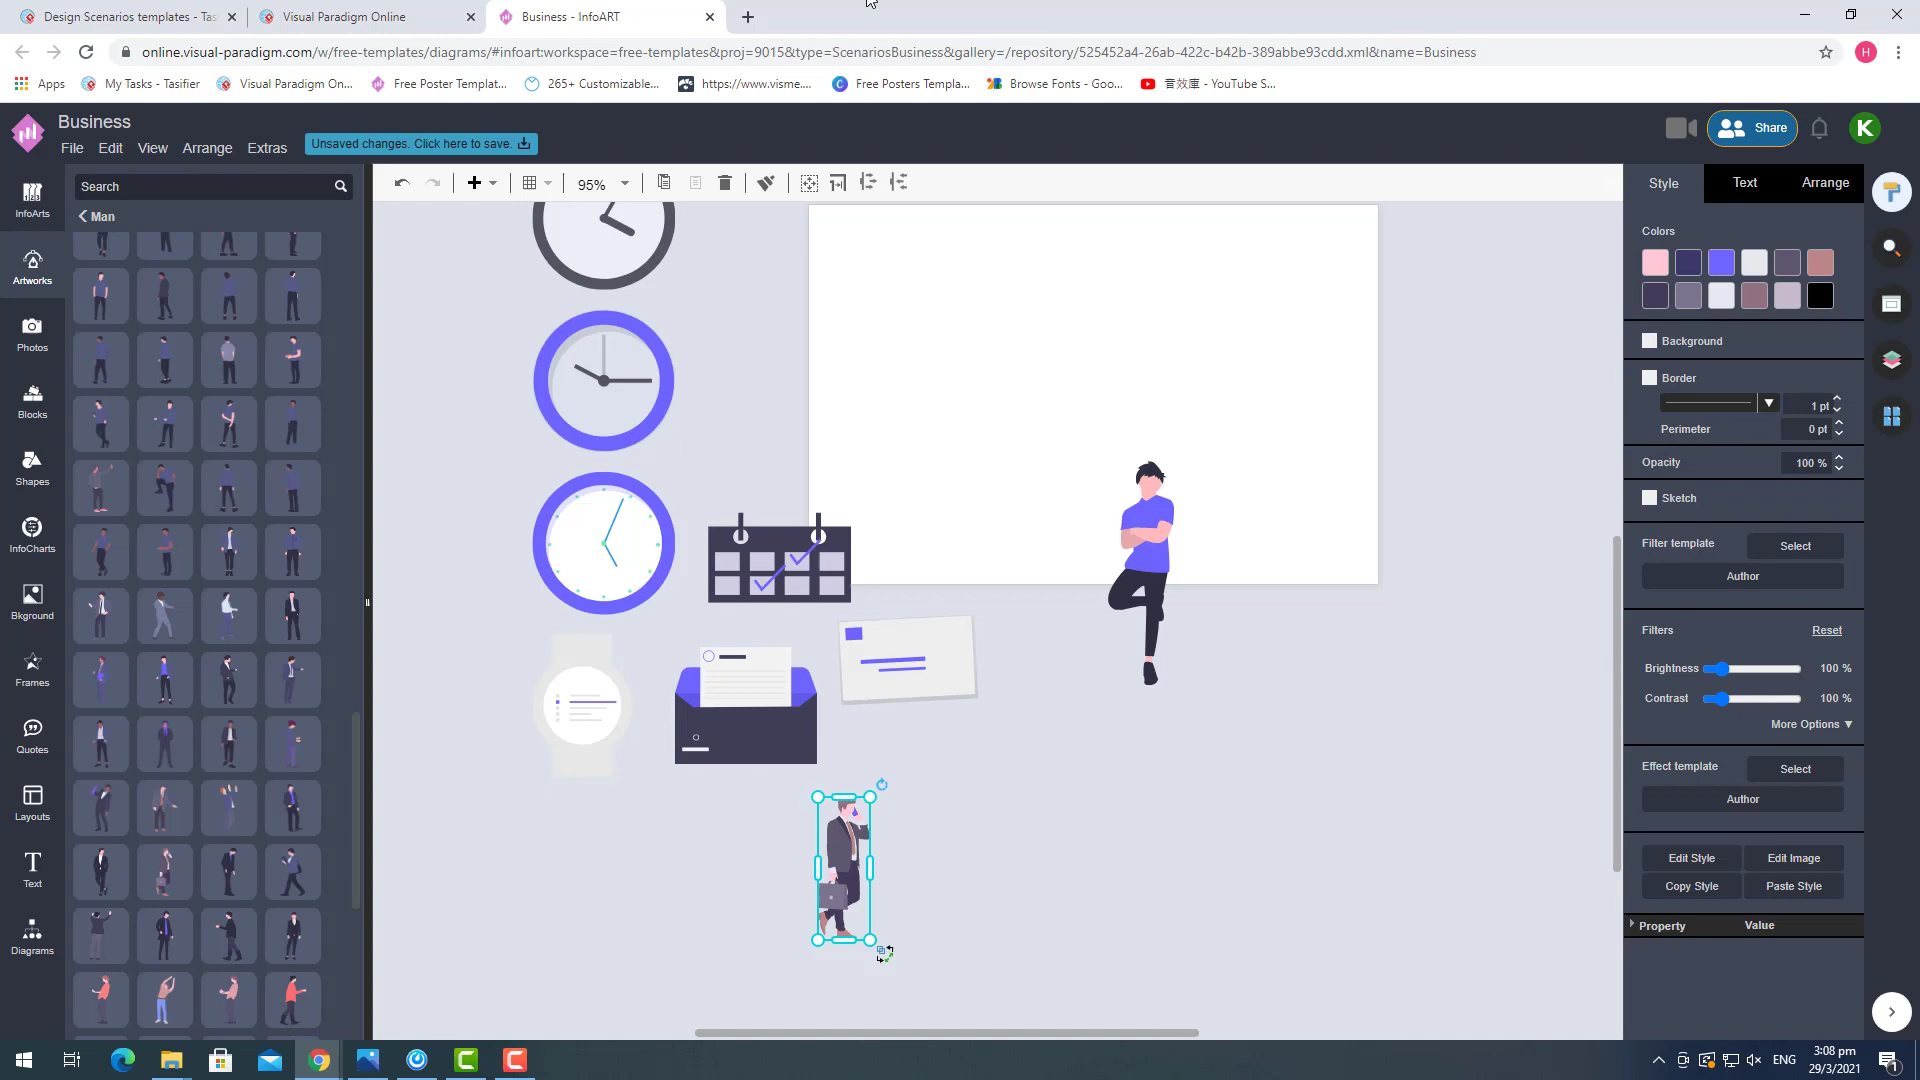 Design Scenarios templates - Tas
Visual Paradigm Online
Business - InfoART
online.visual-paradigm.com/w/free-templates/diagrams/#infoart:workspace=free-templates&proj=9015&type=ScenariosBusiness&gallery=/repository/525452a4-26ab-422c-b42b-389abbe93cdd.xml&name=Business
H
Apps
My Tasks - Tasifier
Visual Paradigm On...
Free Poster Templat...
265+ Customizable...
https://www.visme....
Free Posters Templa...
Browse Fonts - Goo...
音效庫 - YouTube S...
Business
File
Edit
View
Arrange
Extras
Unsaved changes. Click here to save.
Share
K
Search
Man
InfoArts
Artworks
Photos
Blocks
Shapes
InfoCharts
Bkground
Frames
Quotes
Layouts
Text
Diagrams
95%
Style
Text
Arrange
Colors
Background
Border
1 pt
Perimeter
0 pt
Opacity
100 %
Sketch
Filter template
Select
Author
Filters
Reset
Brightness
100 %
Contrast
100 %
More Options ▼
Effect template
Select
Author
Edit Style
Edit Image
Copy Style
Paste Style
Property
Value
ENG
3:08 pm
29/3/2021
1